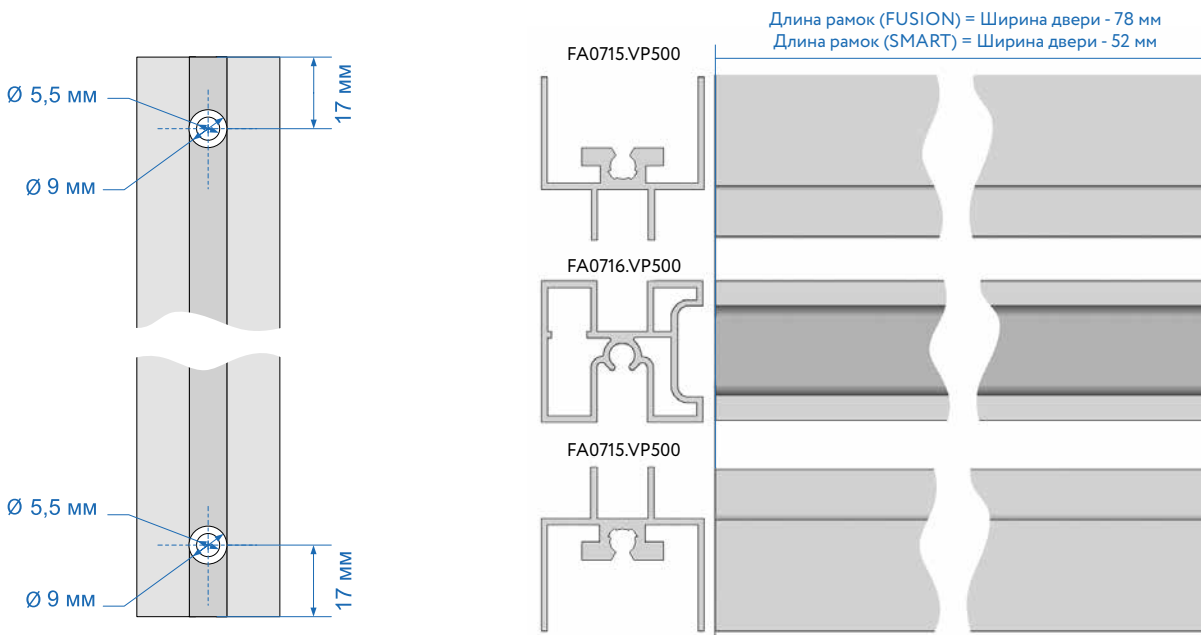 Ø 5,5 мм
17 мм
Ø 9 мм
Ø 5,5 мм
17 мм
Ø 9 мм
Длина рамок (FUSION) = Ширина двери - 78 мм
Длина рамок (SMART) = Ширина двери - 52 мм
FA0715.VP500
FA0716.VP500
FA0715.VP500